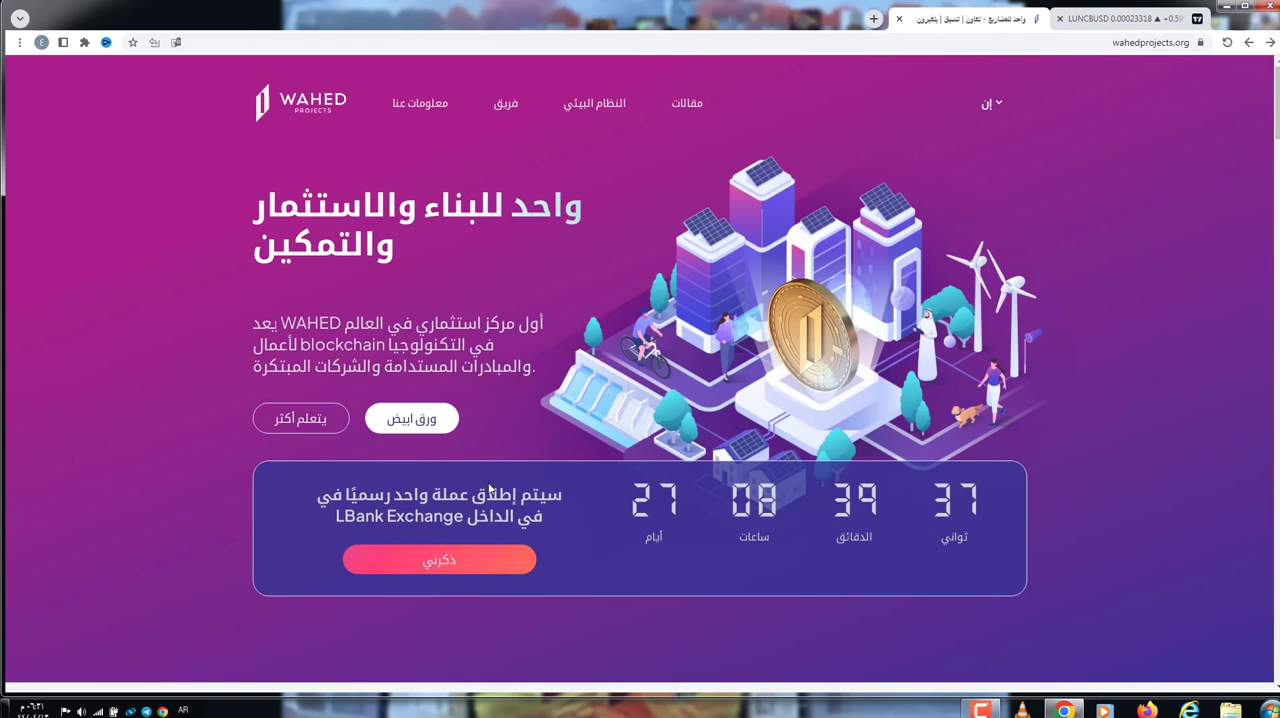 واحد للمشاريع - تعاون | تنسيق | يتغيرون
LUNCBUSD 0.00023318 ▲ +0.59
wahedprojects.org
WAHED
PROJECTS
معلومات عنا
فريق
النظام البيئي
مقالات
إن
واحد للبناء والاستثمار
والتمكين
أول مركز استثماري في العالم WAHED يعد
في التكنولوجيا blockchain لأعمال
والمبادرات المستدامة والشركات المبتكرة.
يتعلم أكثر
ورق ابيض
سيتم إطلاق عملة واحد رسميًا في
في الداخل LBank Exchange
ذكرني
27
أيام
08
ساعات
39
الدقائق
37
ثواني
AR